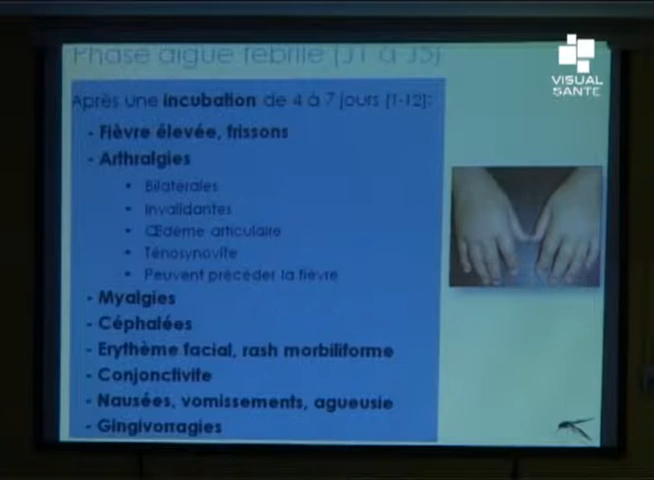 Phase aigüe fébrile [J1 à J5]
VISUAL
SANTE
Après une incubation de 4 à 7 jours [1-12]:
- Fièvre élevée, frissons
- Arthralgies
• Bilatérales
• Invalidantes
• Œdème articulaire
• Ténosynovite
• Peuvent précéder la fièvre
- Myalgies
- Céphalées
- Erythème facial, rash morbiliforme
- Conjonctivite
- Nausées, vomissements, agueusie
- Gingivorragies